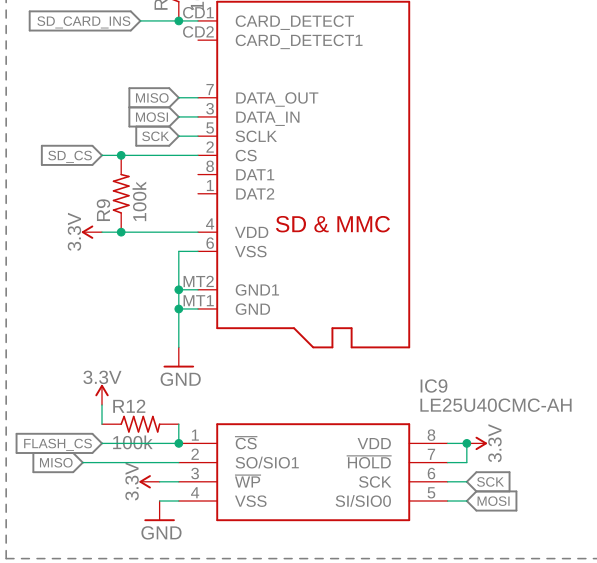 CD1
SD_CARD_INS
CARD_DETECT
CD2
CARD_DETECT1
MISO
7
DATA_OUT
MOSI
3
DATA_IN
SCK
5
SCLK
SD_CS
2
CS
8
DAT1
1
DAT2
R9
100k
SD & MMC
3.3V
4
VDD
6
VSS
MT2
GND1
MT1
GND
GND
3.3V
IC9
LE25U40CMC-AH
R12
100k
FLASH_CS
1
CS
VDD
8
3.3V
MISO
2
SO/SIO1
HOLD
7
3.3V
3
WP
SCK
6
SCK
4
VSS
SI/SIO0
5
MOSI
GND